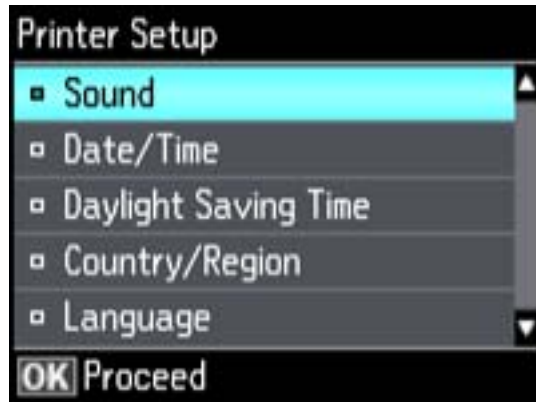 Printer Setup
Sound
Date/Time
Daylight Saving Time
Country/Region
Language
OK Proceed